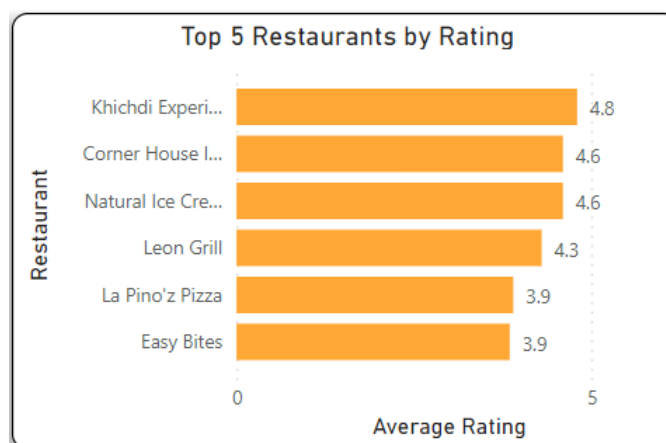 Top 5 Restaurants by Rating
Restaurant
Khichdi Experi... 4.8
Corner House I... 4.6
Natural Ice Cre... 4.6
Leon Grill 4.3
La Pino'z Pizza 3.9
Easy Bites 3.9
0 5
Average Rating